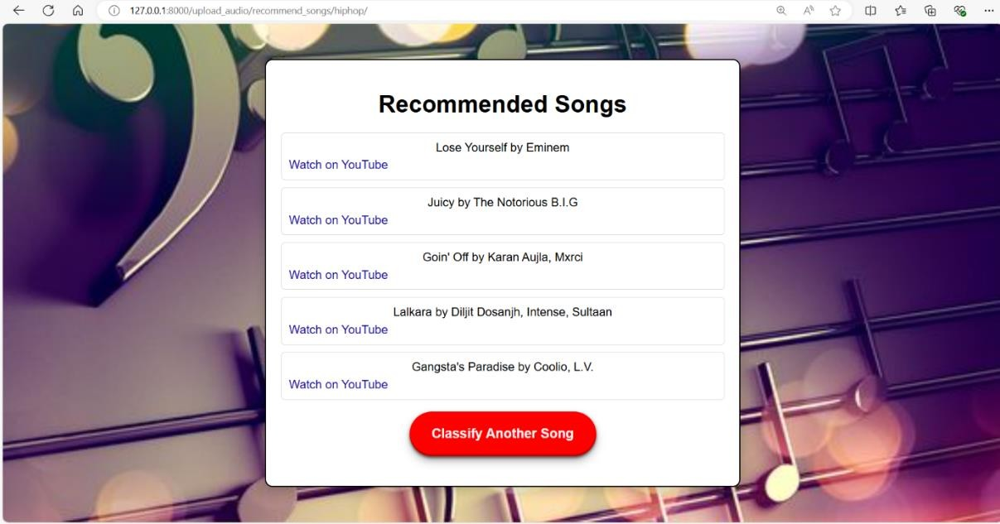 127.0.0.1:8000/upload_audio/recommend_songs/hiphop/
Recommended Songs
Lose Yourself by Eminem
Watch on YouTube
Juicy by The Notorious B.I.G
Watch on YouTube
Goin' Off by Karan Aujla, Mxrci
Watch on YouTube
Lalkara by Diljit Dosanjh, Intense, Sultaan
Watch on YouTube
Gangsta's Paradise by Coolio, L.V.
Watch on YouTube
Classify Another Song